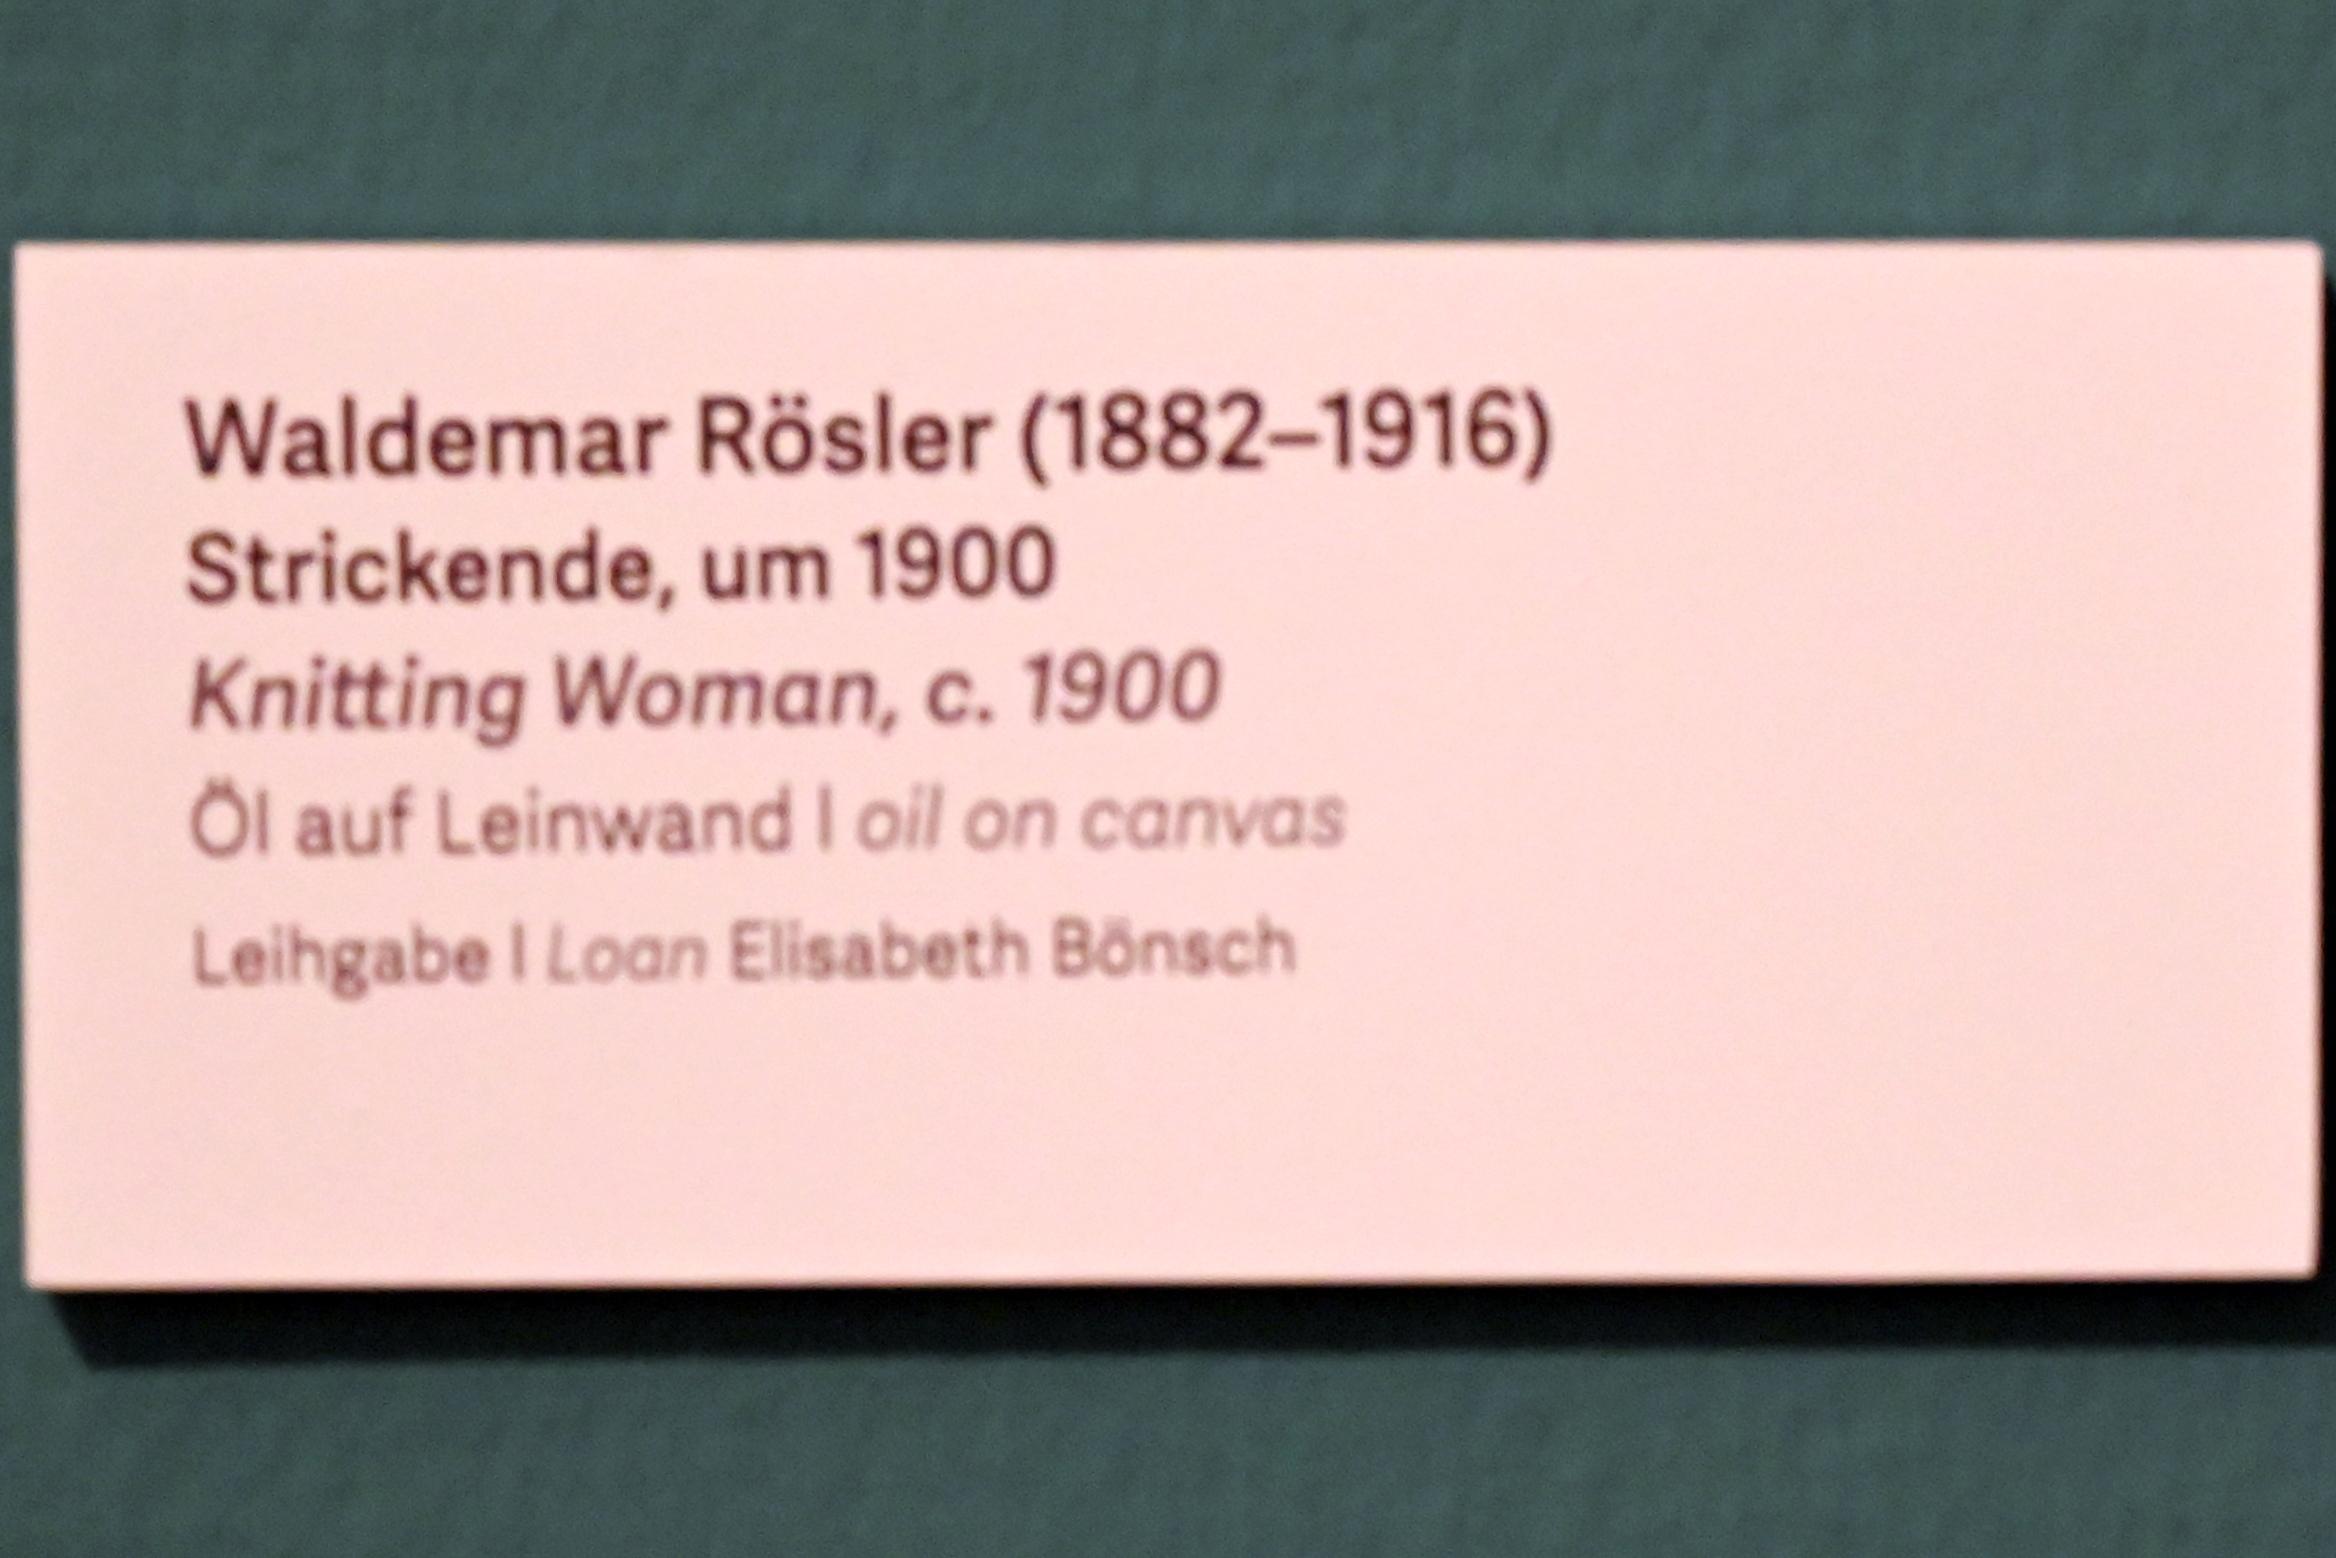 Waldemar Rösler (1882–1916)
Strickende, um 1900
Knitting Woman, c. 1900
Öl auf Leinwand | oil on canvas
Leihgabe | Loan Elisabeth Bönsch